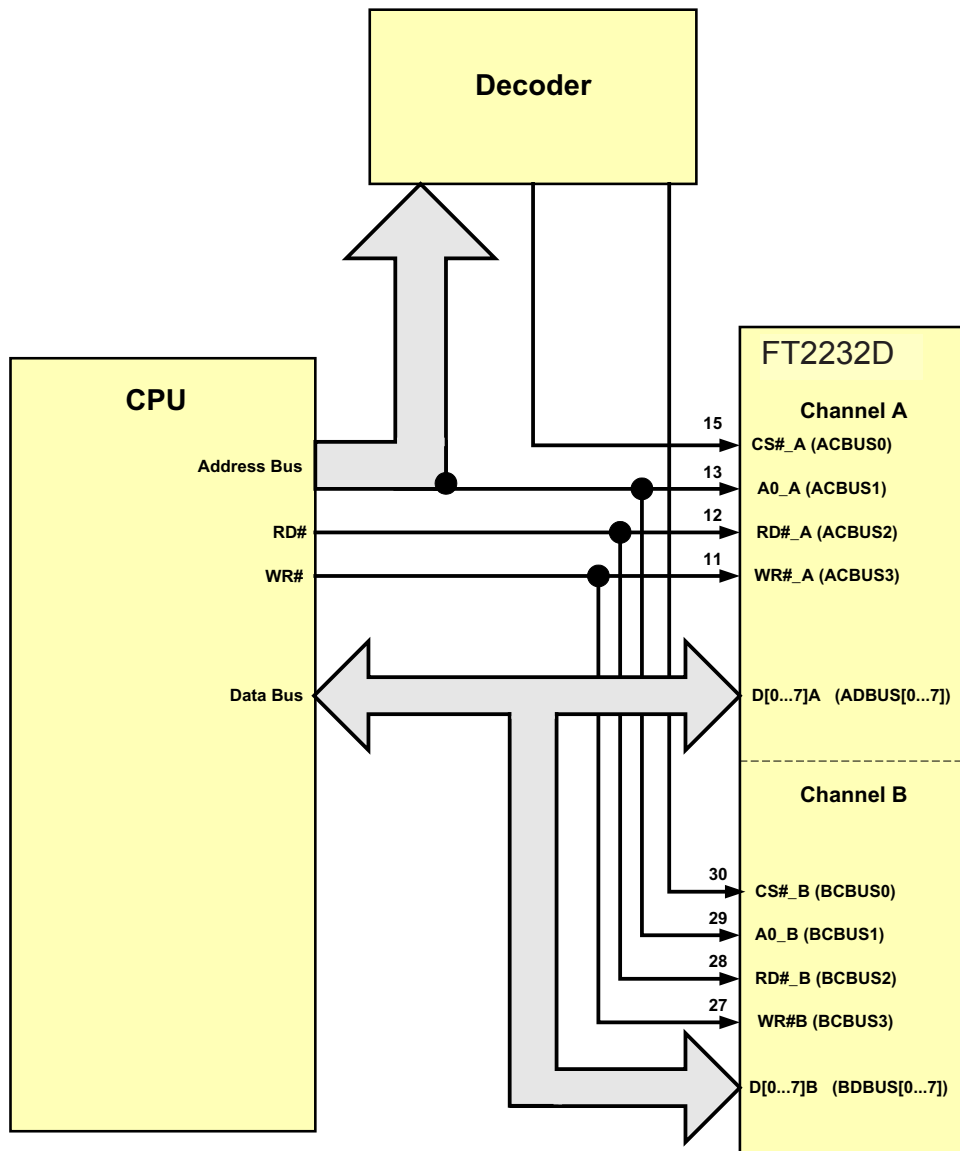 Decoder
FT2232D
CPU
Channel A
15
CS#_A (ACBUS0)
Address Bus
13
A0_A (ACBUS1)
12
RD#
RD#_A (ACBUS2)
11
WR#
WR#_A (ACBUS3)
Data Bus
D[0...7]A (ADBUS[0...7])
Channel B
30
CS#_B (BCBUS0)
29
A0_B (BCBUS1)
28
RD#_B (BCBUS2)
27
WR#B (BCBUS3)
D[0...7]B (BDBUS[0...7])